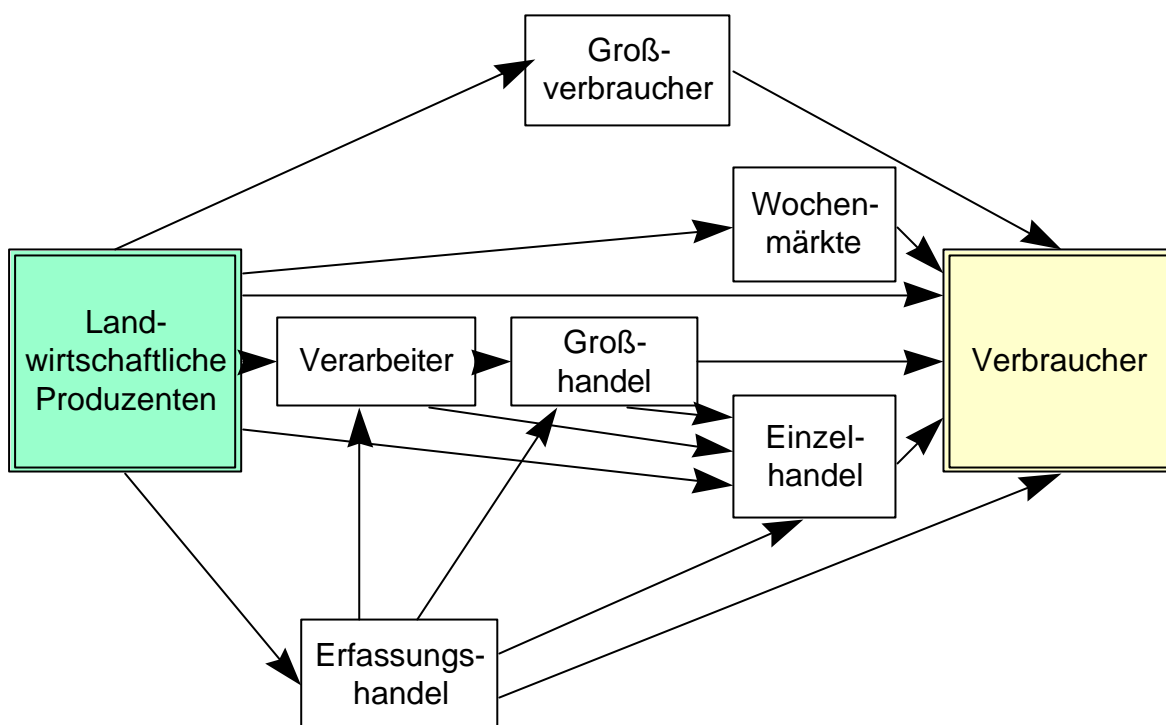 Groß-
verbraucher
Wochen-
märkte
Land-
wirtschaftliche
Produzenten
Verarbeiter
Groß-
handel
Verbraucher
Einzel-
handel
Erfassungs-
handel